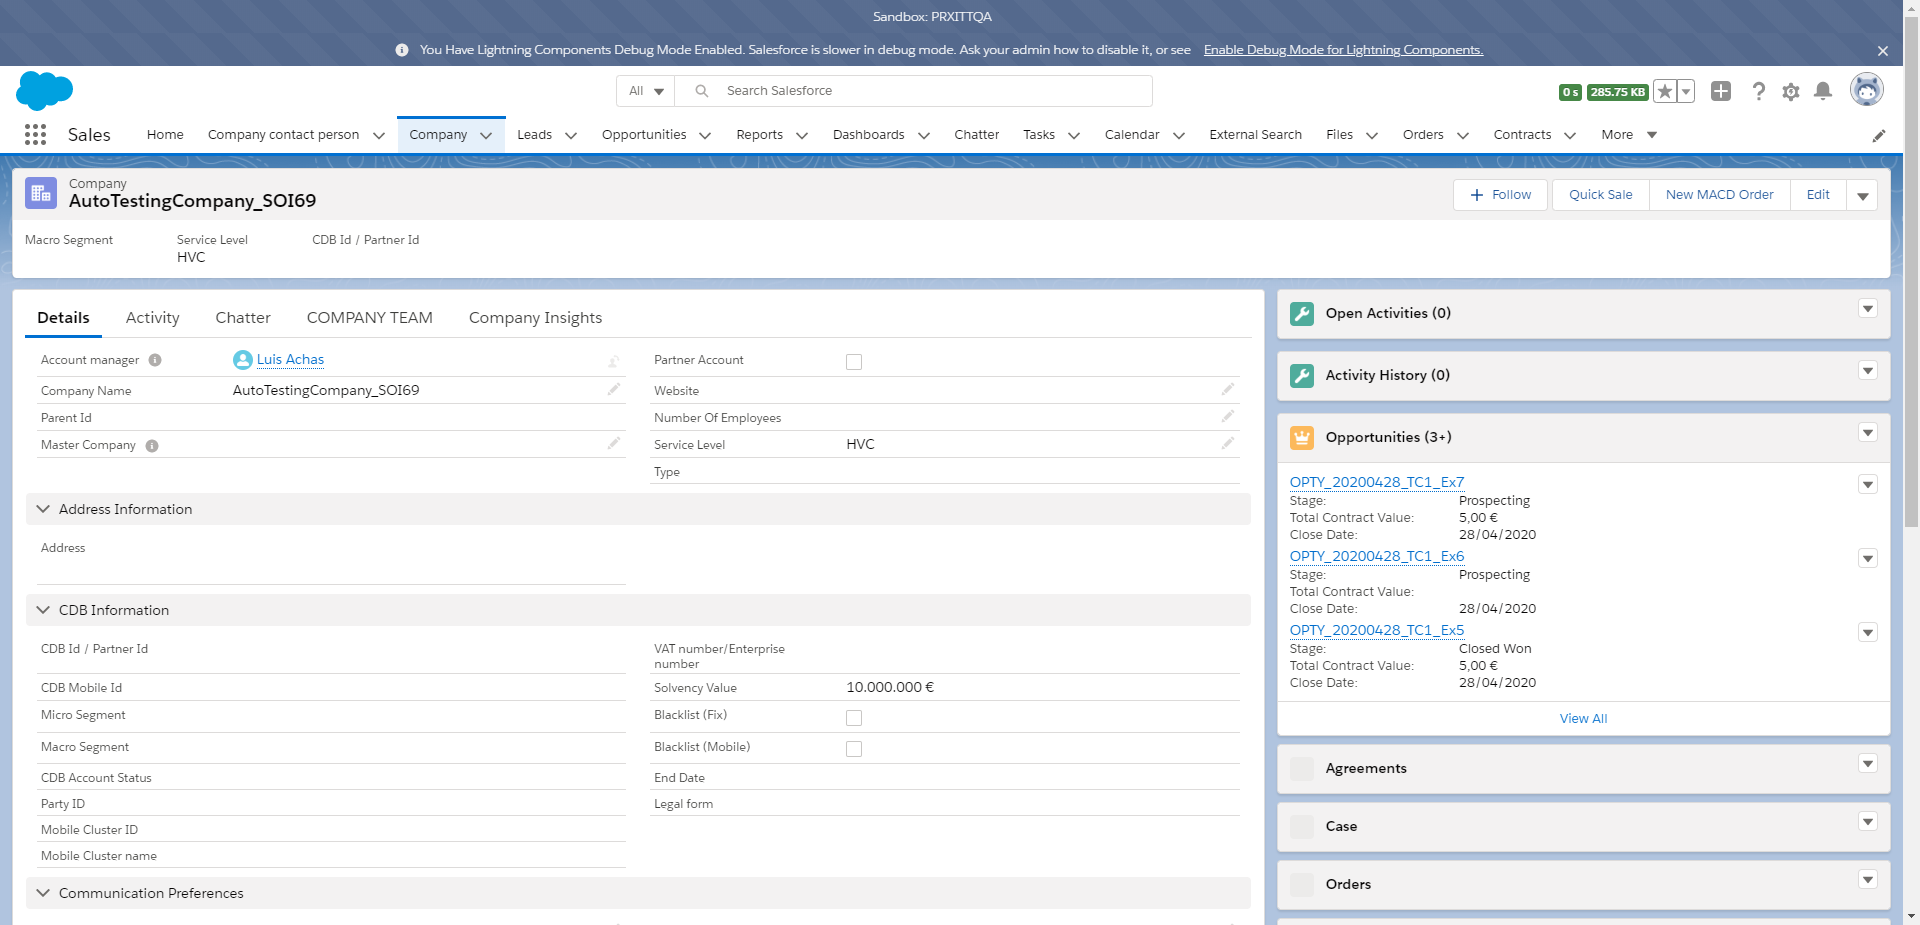 Sandbox: PRXITTQA
You Have Lightning Components Debug Mode Enabled. Salesforce is slower in debug mode. Ask your admin how to disable it, or see Enable Debug Mode for Lightning Components.
All Search Salesforce 0 s 285.75 KB
Sales Home Company contact person Company Leads Opportunities Reports Dashboards Chatter Tasks Calendar External Search Files Orders Contracts More
Company
AutoTestingCompany_SOI69
Follow Quick Sale New MACD Order Edit
Macro Segment Service Level CDB Id / Partner Id
HVC
Details Activity Chatter COMPANY TEAM Company Insights
Account manager Luis Achas Partner Account
Company Name AutoTestingCompany_SOI69 Website
Parent Id Number Of Employees
Master Company Service Level HVC
Type
Address Information
Address
CDB Information
CDB Id / Partner Id VAT number/Enterprise
number
CDB Mobile Id Solvency Value 10.000.000 €
Micro Segment Blacklist (Fix)
Macro Segment Blacklist (Mobile)
CDB Account Status End Date
Party ID Legal form
Mobile Cluster ID
Mobile Cluster name
Communication Preferences
Open Activities (0)
Activity History (0)
Opportunities (3+)
OPTY_20200428_TC1_Ex7
Stage: Prospecting
Total Contract Value: 5,00 €
Close Date: 28/04/2020
OPTY_20200428_TC1_Ex6
Stage: Prospecting
Total Contract Value:
Close Date: 28/04/2020
OPTY_20200428_TC1_Ex5
Stage: Closed Won
Total Contract Value: 5,00 €
Close Date: 28/04/2020
View All
Agreements
Case
Orders